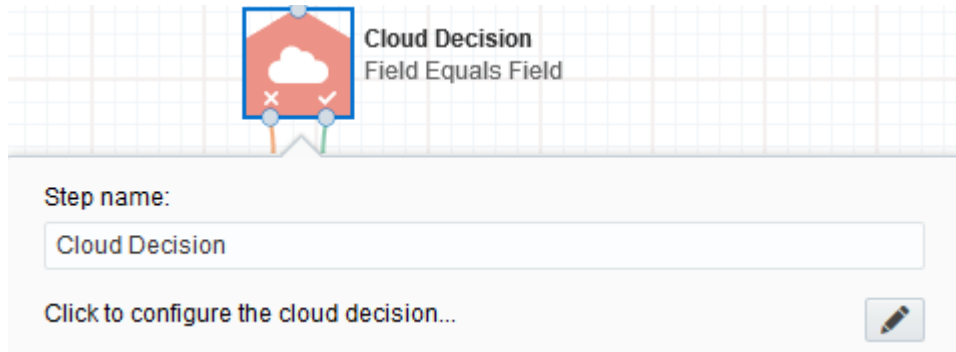 Cloud Decision
Field Equals Field
Step name:
Cloud Decision
Click to configure the cloud decision...